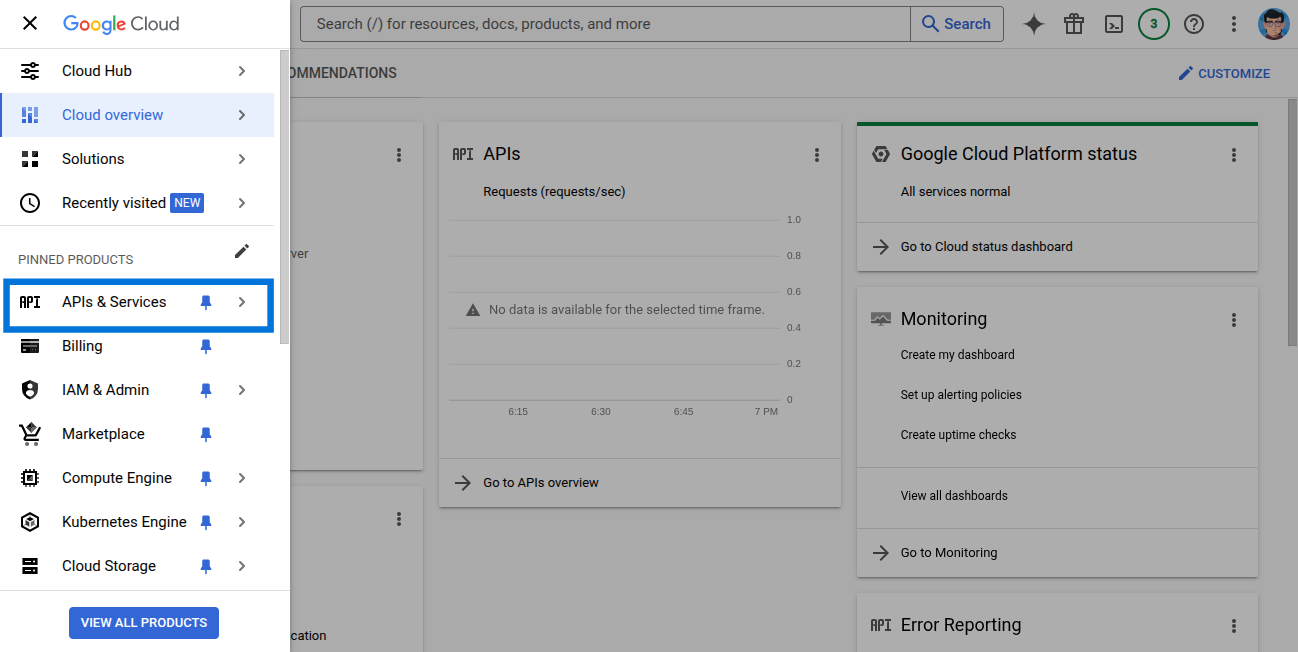 Google Cloud
Search (/) for resources, docs, products, and more
Search
3
Cloud Hub
Cloud overview
Solutions
Recently visited NEW
PINNED PRODUCTS
API APIs & Services
Billing
IAM & Admin
Marketplace
Compute Engine
Kubernetes Engine
Cloud Storage
VIEW ALL PRODUCTS
OMMENDATIONS
CUSTOMIZE
ver
cation
API APIs
Requests (requests/sec)
1.0
0.8
0.6
No data is available for the selected time frame.
0.4
0.2
0
6:15 6:30 6:45 7 PM
Go to APIs overview
Google Cloud Platform status
All services normal
Go to Cloud status dashboard
Monitoring
Create my dashboard
Set up alerting policies
Create uptime checks
View all dashboards
Go to Monitoring
API Error Reporting